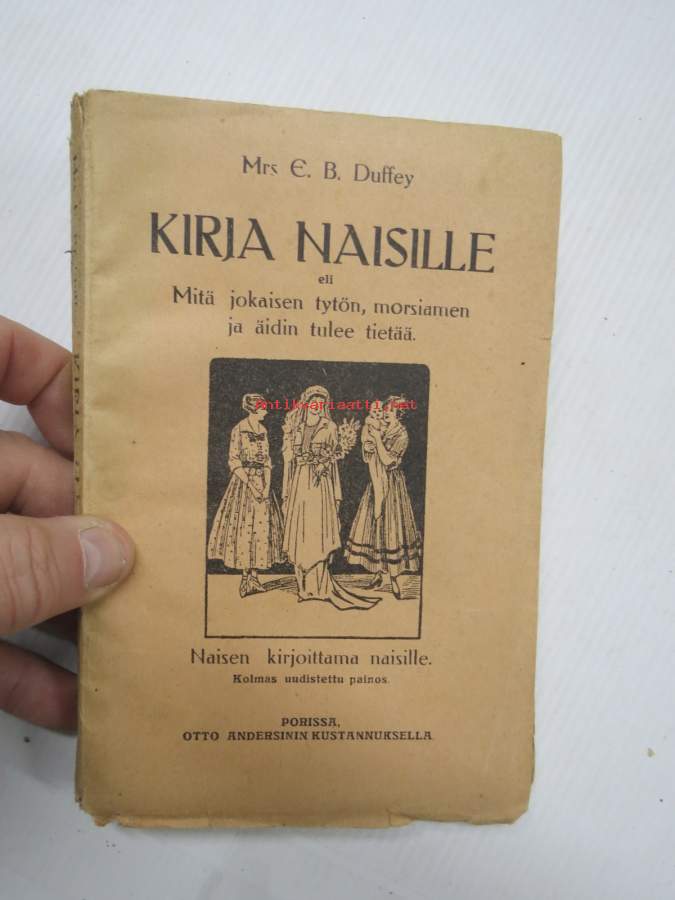 Mrs E. B. Duffey
KIRJA NAISILLE
eli
Mitä jokaisen tytön, morsiamen
ja äidin tulee tietää.
Antikvariaatti.net
Naisen kirjoittama naisille.
Kolmas uudistettu painos.
PORISSA,
OTTO ANDERSININ KUSTANNUKSELLA